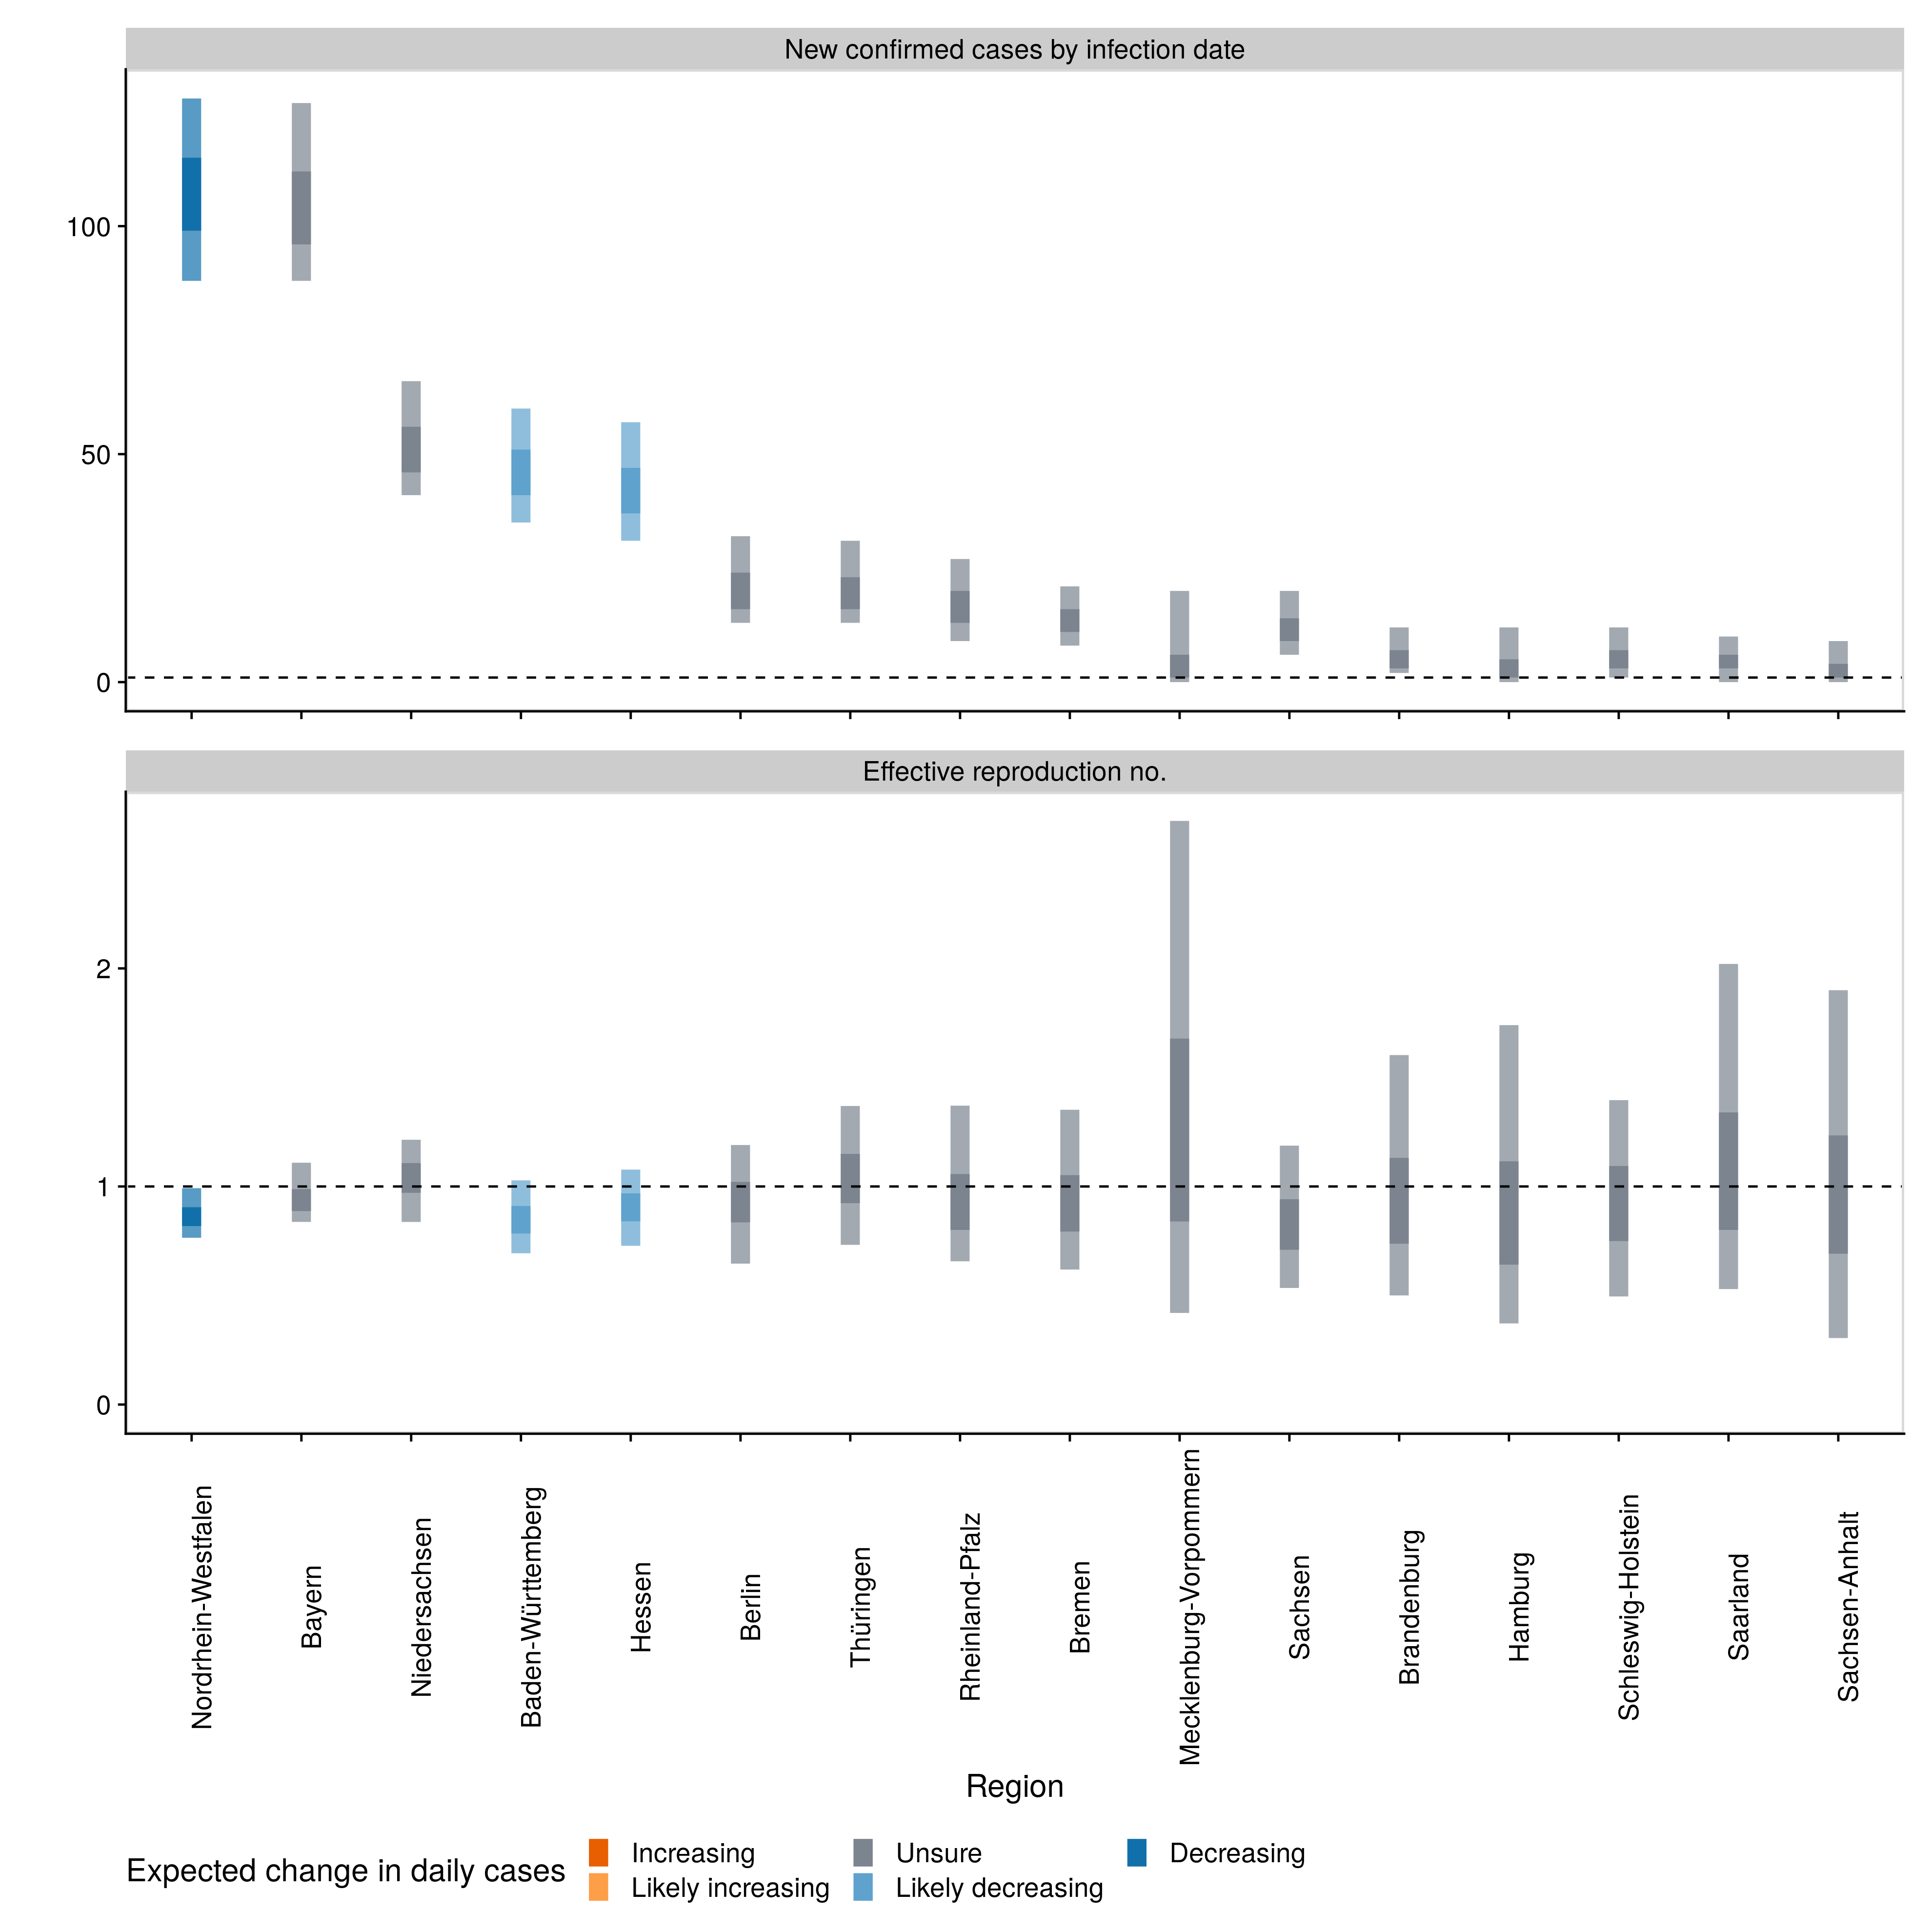 New confirmed cases by infection date
100
50
0
Effective reproduction no.
2
1
0
Nordrhein-Westfalen
Bayern
Niedersachsen
Baden-Württemberg
Hessen
Berlin
Thüringen
Rheinland-Pfalz
Bremen
Mecklenburg-Vorpommern
Sachsen
Brandenburg
Hamburg
Schleswig-Holstein
Saarland
Sachsen-Anhalt
Region
Expected change in daily cases
Increasing
Likely increasing
Unsure
Likely decreasing
Decreasing